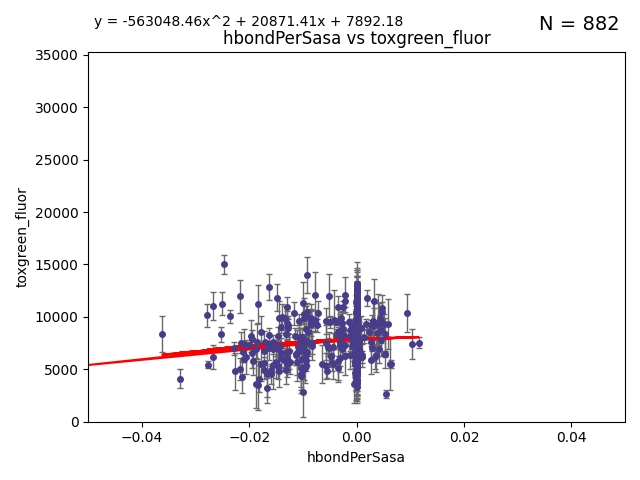 y = -563048.46x^2 + 20871.41x + 7892.18
N = 882
hbondPerSasa vs toxgreen_fluor
35000
30000
25000
20000
15000
10000
5000
0
toxgreen_fluor
−0.04
−0.02
0.00
0.02
0.04
hbondPerSasa